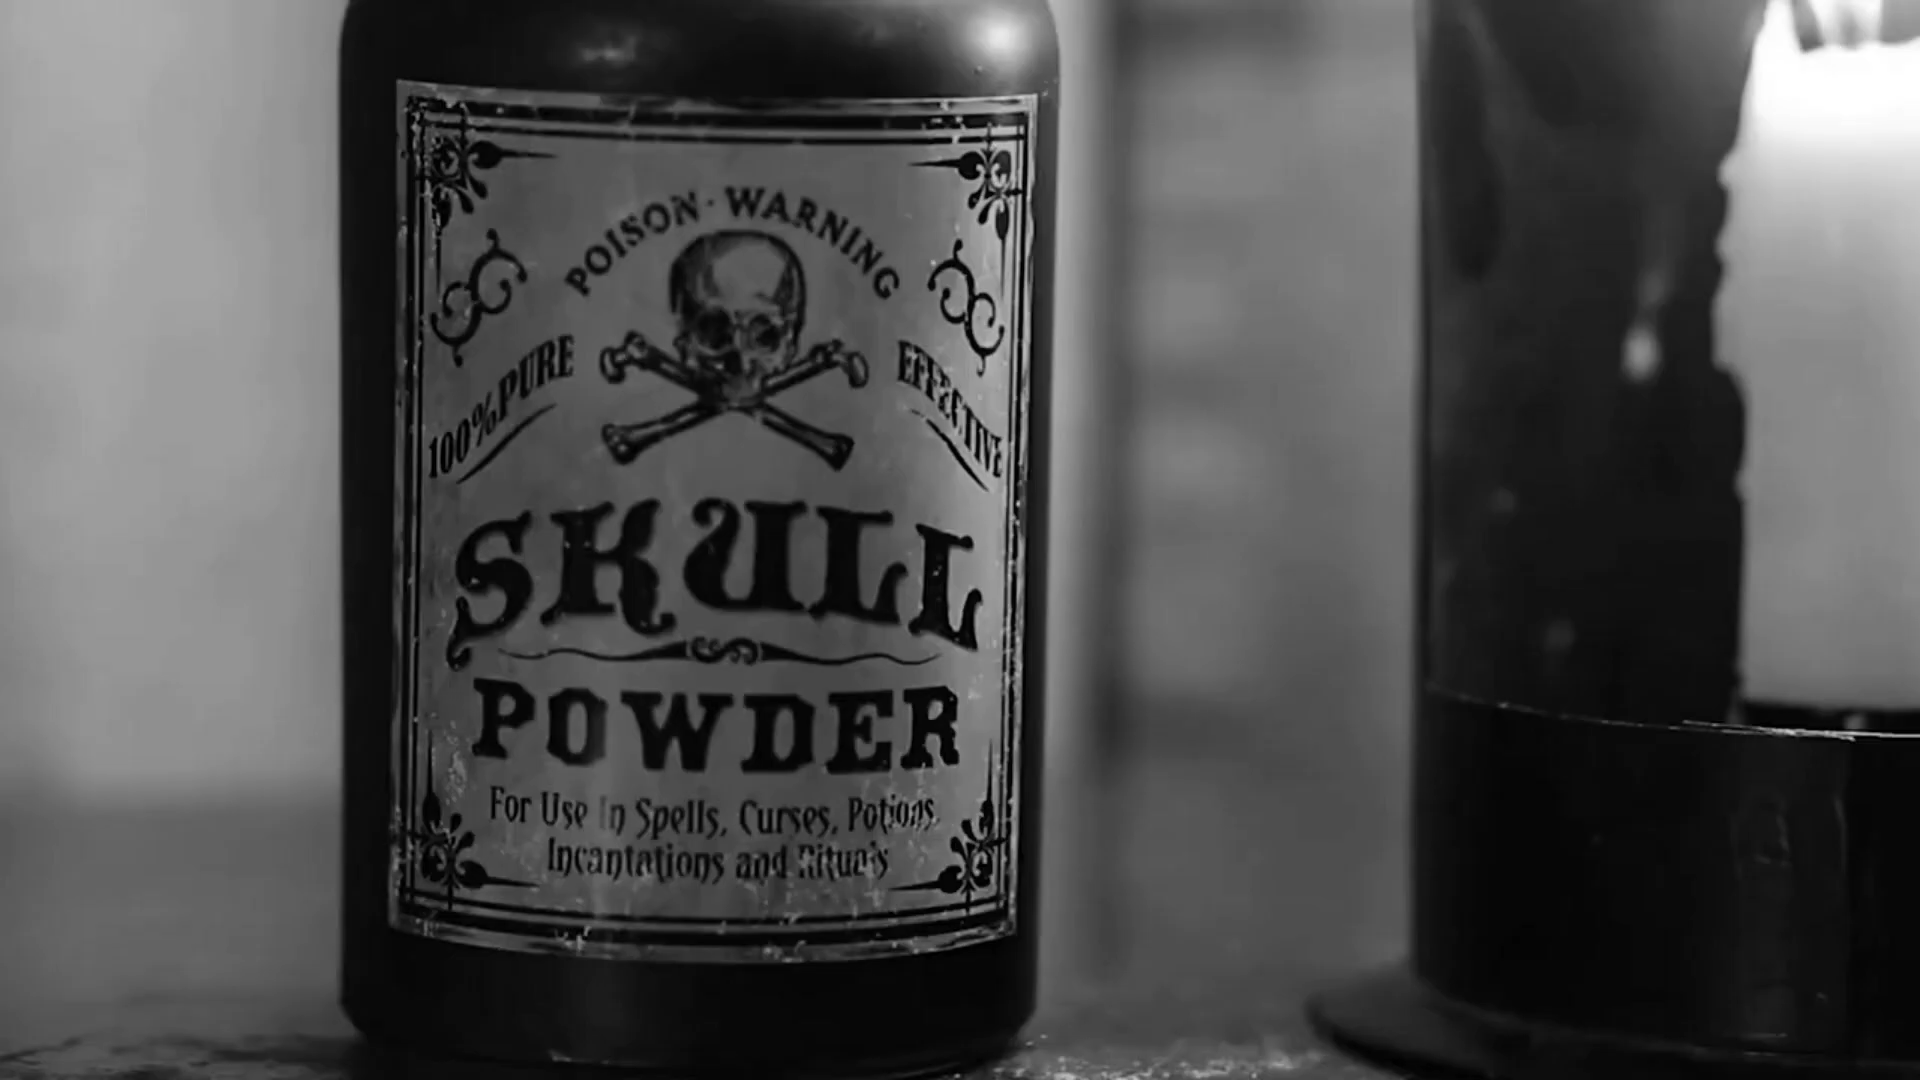 POISON · WARNING
100% PURE
EFFECTIVE
SKULL
POWDER
For Use In Spells, Curses, Potions,
Incantations and Rituals